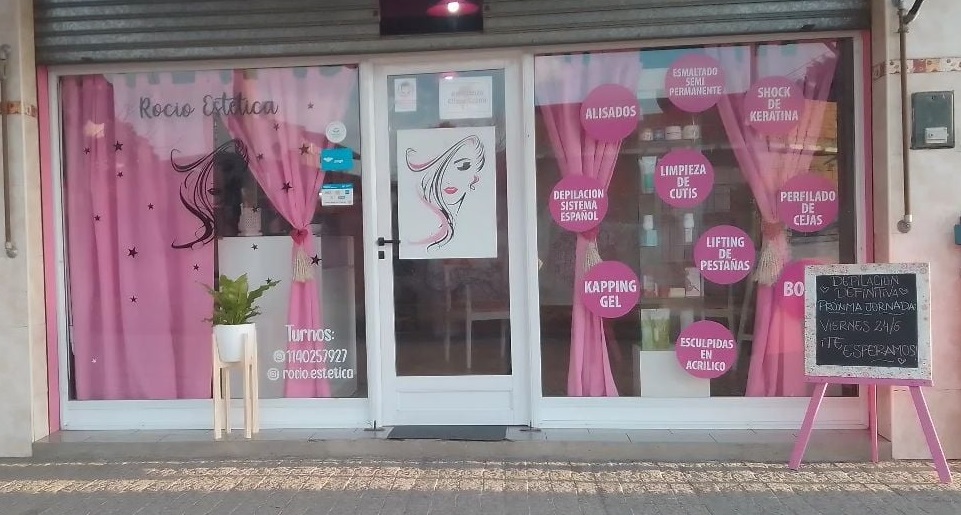 Rocio Estetica
Turnos:
1140257927
rocio estetica
ALISADOS
ESMALTADO
SEMI
PERMANENTE
SHOCK
DE
KERATINA
LIMPIEZA
DE
CUTIS
DEPILACION
SISTEMA
ESPAÑOL
PERFILADO
DE
CEJAS
LIFTING
DE
PESTAÑAS
KAPPING
GEL
BO
ESCULPIDAS
EN
ACRILICO
DEPILACION
DEFINITIVA
PROXIMA JORNADA
VIERNES 24/6
¡TE
ESPERAMOS